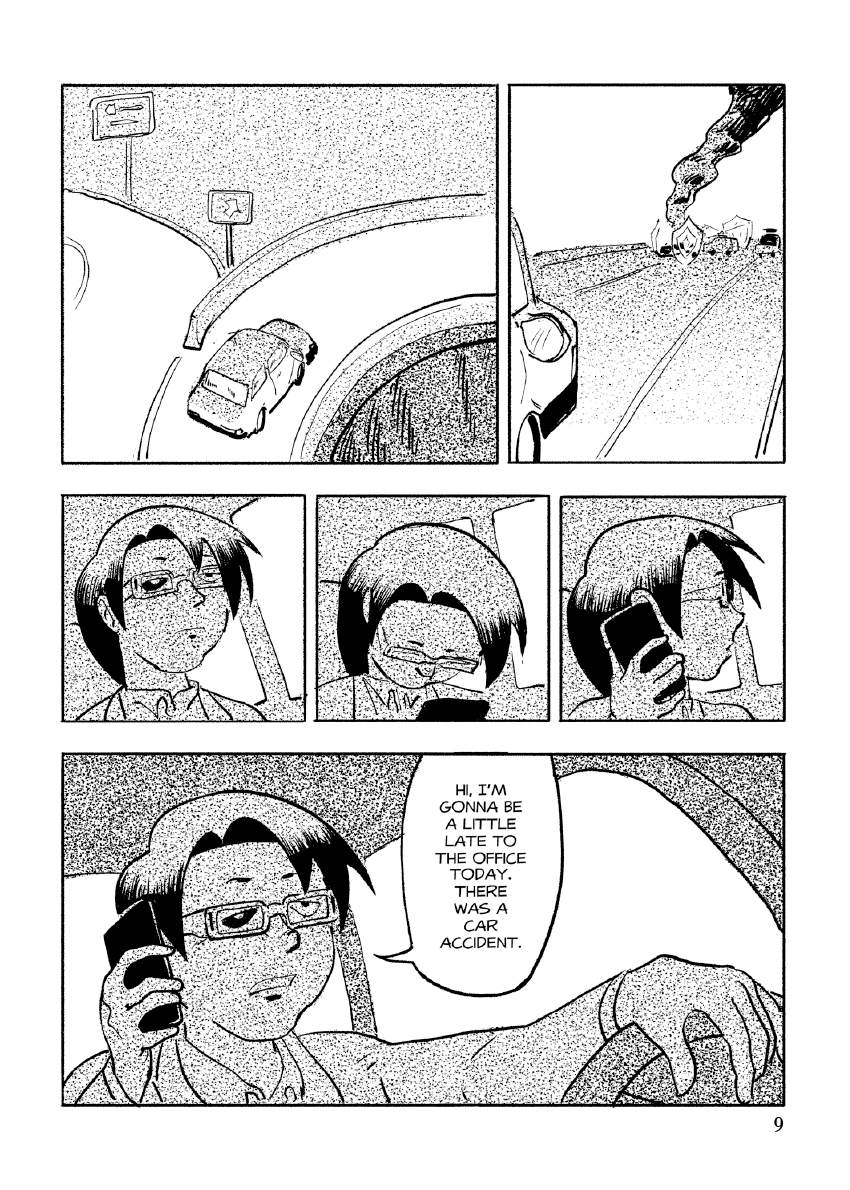 HI, I'M
GONNA BE
A LITTLE
LATE TO
THE OFFICE
TODAY.
THERE
WAS A
CAR
ACCIDENT.
9